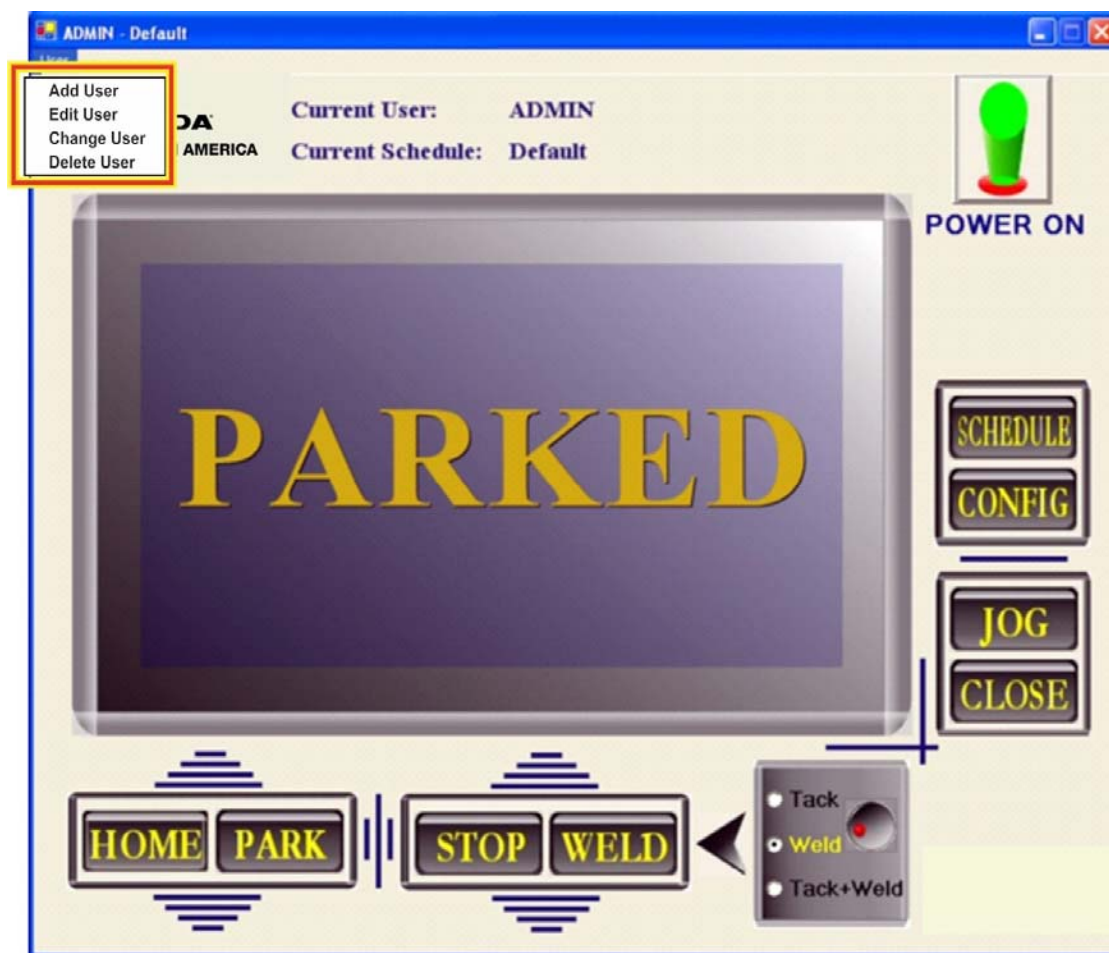 ADMIN - Default
User
Add User
Edit User
Change User
Delete User
DA
AMERICA
Current User: ADMIN
Current Schedule: Default
POWER ON
PARKED
SCHEDULE
CONFIG
JOG
CLOSE
HOME PARK
STOP WELD
Tack
Weld
Tack+Weld